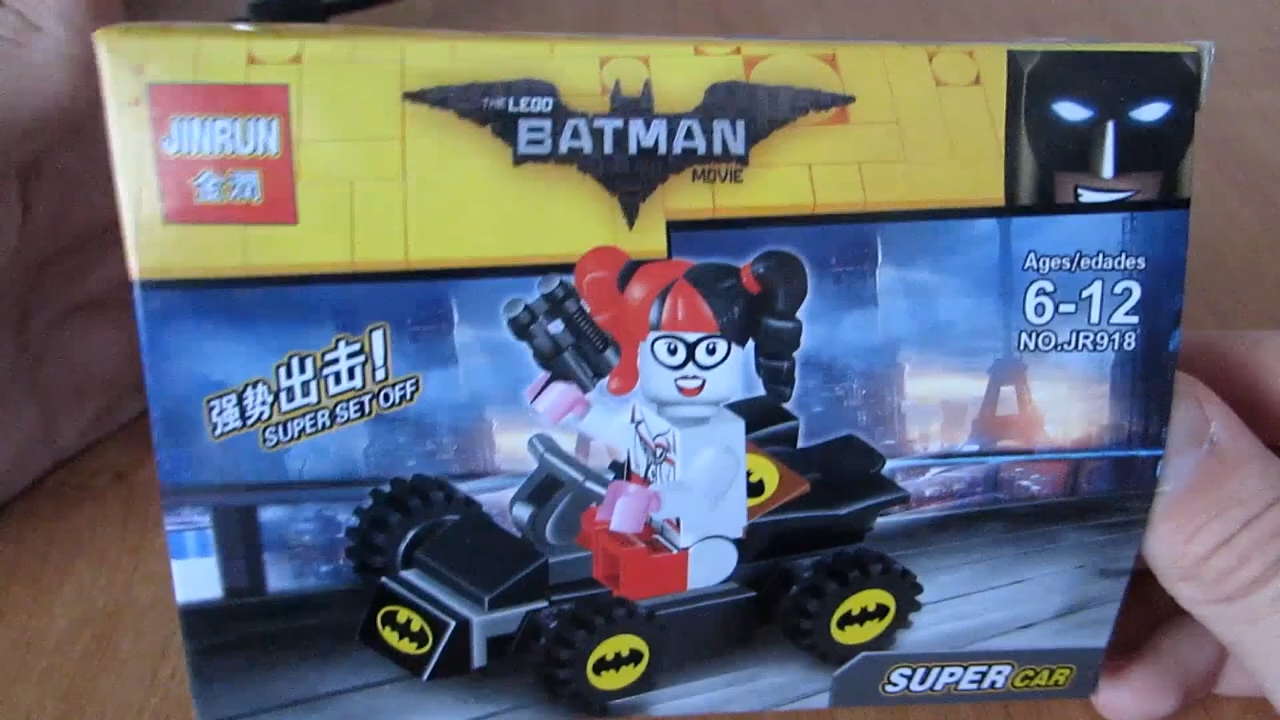 JINRUN
金润
THE LEGO
BATMAN
MOVIE
Ages/edades
6-12
NO.JR918
强势出击!
SUPER SET OFF
SUPER CAR